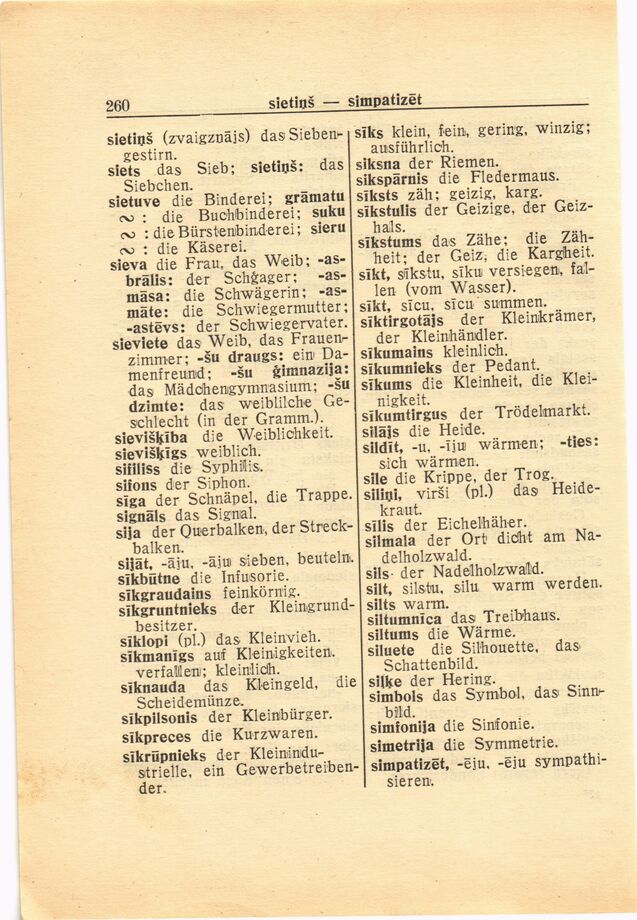 260
sietiņš — simpatizēt
sietiņš (zvaigznājs) das Sieben-
gestirn.
siets das Sieb; sietiņš: das
Siebchen.
sietuve die Binderei; grāmatu
∾ : die Buchbinderei; suku
∾ : die Bürstenbinderei; sieru
∾ : die Käserei.
sieva die Frau, das Weib; -as-
brālis: der Schģager; -as-
māsa: die Schwägerin; -as-
māte: die Schwiegermutter;
-astēvs: der Schwiegervater.
sieviete das Weib, das Frauen-
zimmer; -šu draugs: ein Da-
menfreund; -šu ģimnazija:
das Mädchengymnasium; -šu
dzimte: das weiblilche Ge-
schlecht (in der Gramm.).
sievišķība die Weiblichkeit.
sievišķīgs weiblich.
sifiliss die Syphilis.
sifons der Siphon.
sīga der Schnäpel, die Trappe.
signāls das Signal.
sija der Querbalken, der Streck-
balken.
sijāt, -āju, -āju sieben, beuteln.
sīkbūtne die Infusorie.
sīkgraudains feinkörnig.
sīkgruntnieks der Kleingrund-
besitzer.
sīklopi (pl.) das Kleinvieh.
sīkmanīgs auf Kleinigkeiten.
verfallen; kleinlich.
sīknauda das Kleingeld, die
Scheidemünze.
sīkpilsonis der Kleinbürger.
sīkpreces die Kurzwaren.
sīkrūpnieks der Kleinindu-
strielle, ein Gewerbetreiben-
der.
sīks klein, fein, gering, winzig;
ausführlich.
siksna der Riemen.
sikspārnis die Fledermaus.
sīksts zäh; geizig, karg.
sīkstulis der Geizige, der Geiz-
hals.
sīkstums das Zähe; die Zäh-
heit; der Geiz, die Kargheit.
sīkt, sīkstu, sīku versiegen, fal-
len (vom Wasser).
sīkt, sīcu, sīcu summen.
sīktirgotājs der Kleinkrämer,
der Kleinhändler.
sīkumains kleinlich.
sīkumnieks der Pedant.
sīkums die Kleinheit, die Klei-
nigkeit.
sīkumtirgus der Trödelmarkt.
silājs die Heide.
sildīt, -u, -īju wärmen; -ties:
sich wärmen.
sile die Krippe, der Trog.
siliņi, virši (pl.) das Heide-
kraut.
sīlis der Eichelhäher.
silmala der Ort dicht am Na-
delholzwald.
sils der Nadelholzwald.
silt, silstu, silu warm werden.
silts warm.
siltumnīca das Treibhaus.
siltums die Wärme.
siluete die Silhouette, das
Schattenbild.
siļķe der Hering.
simbols das Symbol, das Sinn-
bild.
simfonija die Sinfonie.
simetrija die Symmetrie.
simpatizēt, -ēju, -ēju sympathi-
sieren.